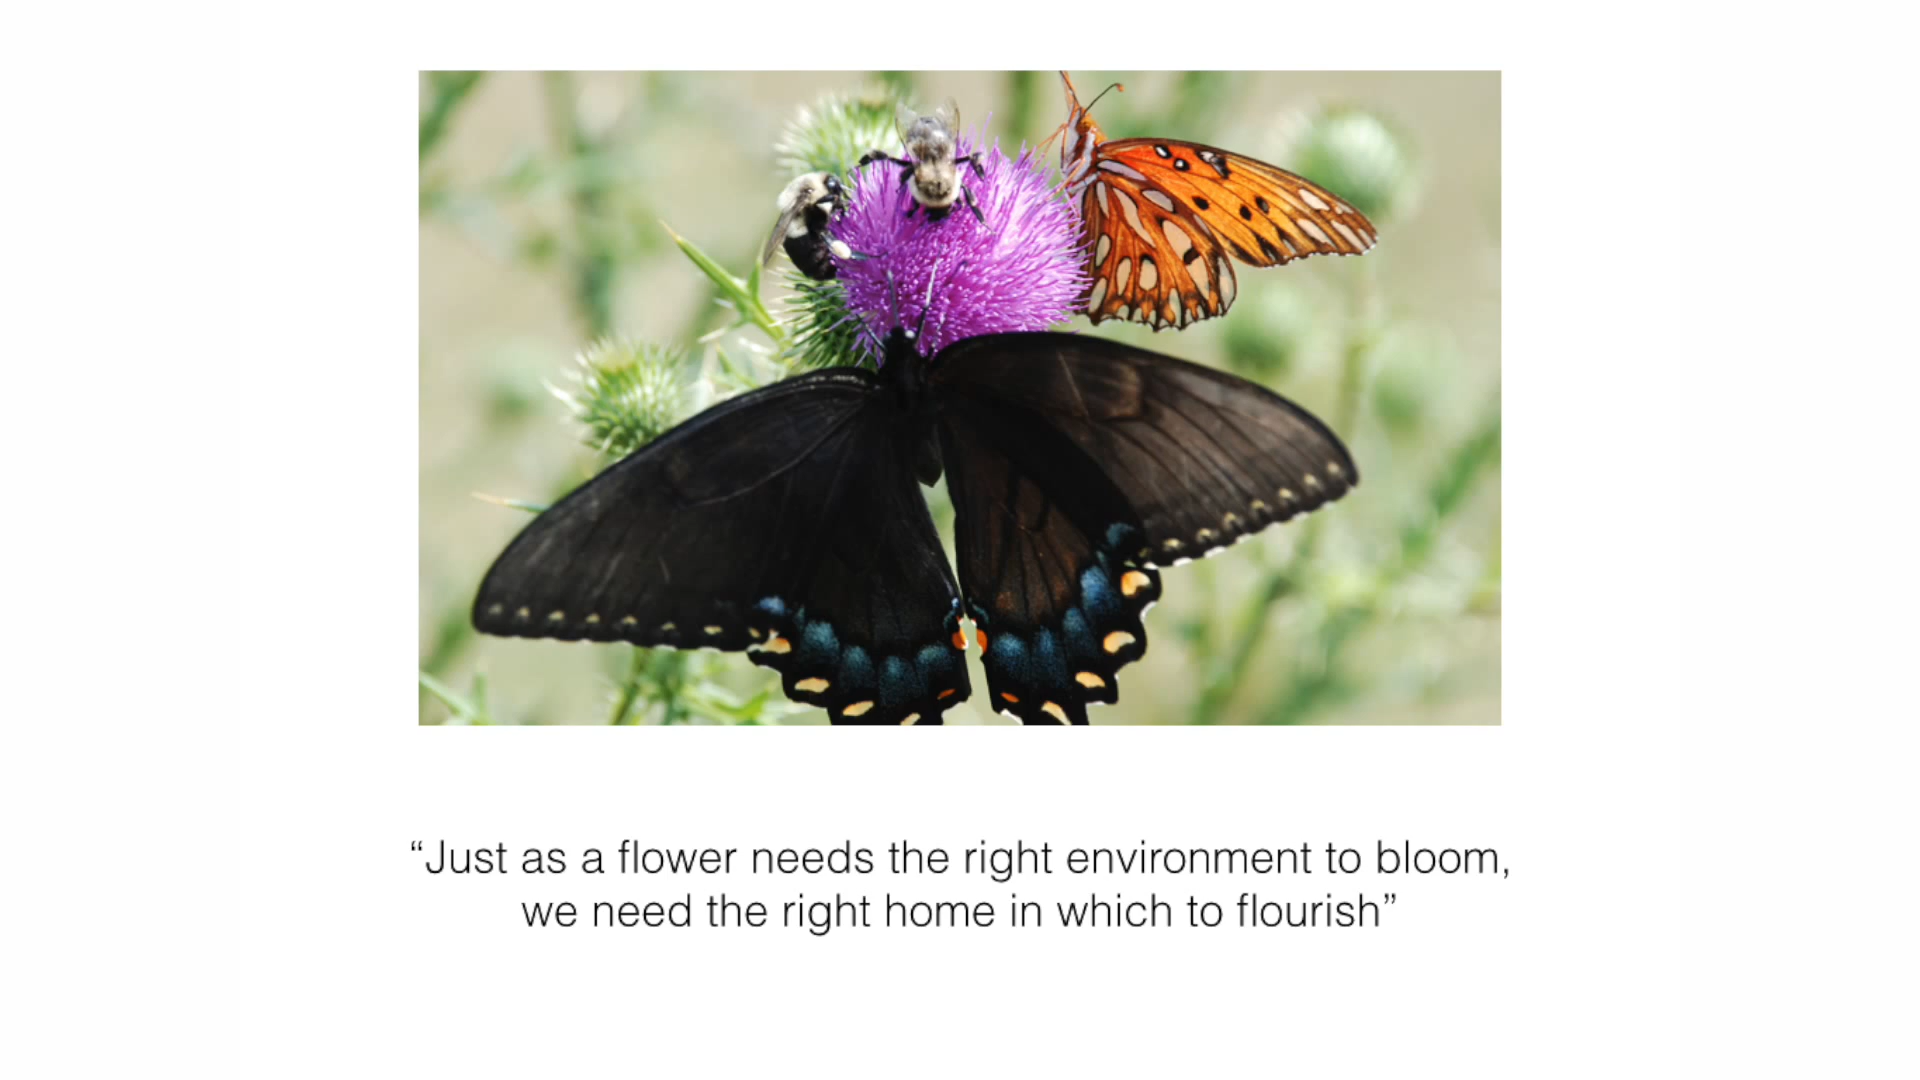 “Just as a flower needs the right environment to bloom,
we need the right home in which to flourish”